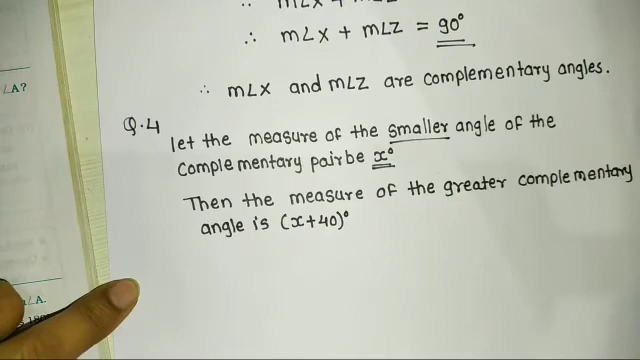 ∴ m∠X + m∠Z = 90°
∴ m∠X and m∠Z are complementary angles.
Q.4
let the measure of the smaller angle of the
complementary pair be x°
Then the measure of the greater complementary
angle is (x+40)°
∠A?
∠A.